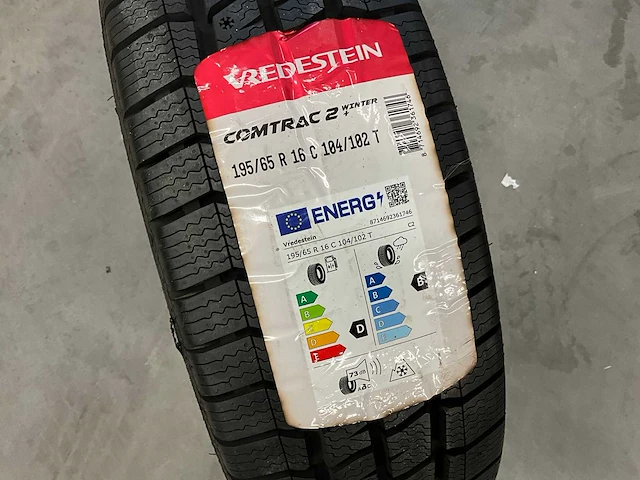 VREDESTEIN
COMTRAC 2 WINTER +
195/65 R 16 C 104/102 T
8714692361746
ENERG
8714692361746
Vredestein
195/65 R 16 C 104/102 T
C2
A
B
C
D
E
D
A
B
C
D
B
73 dB